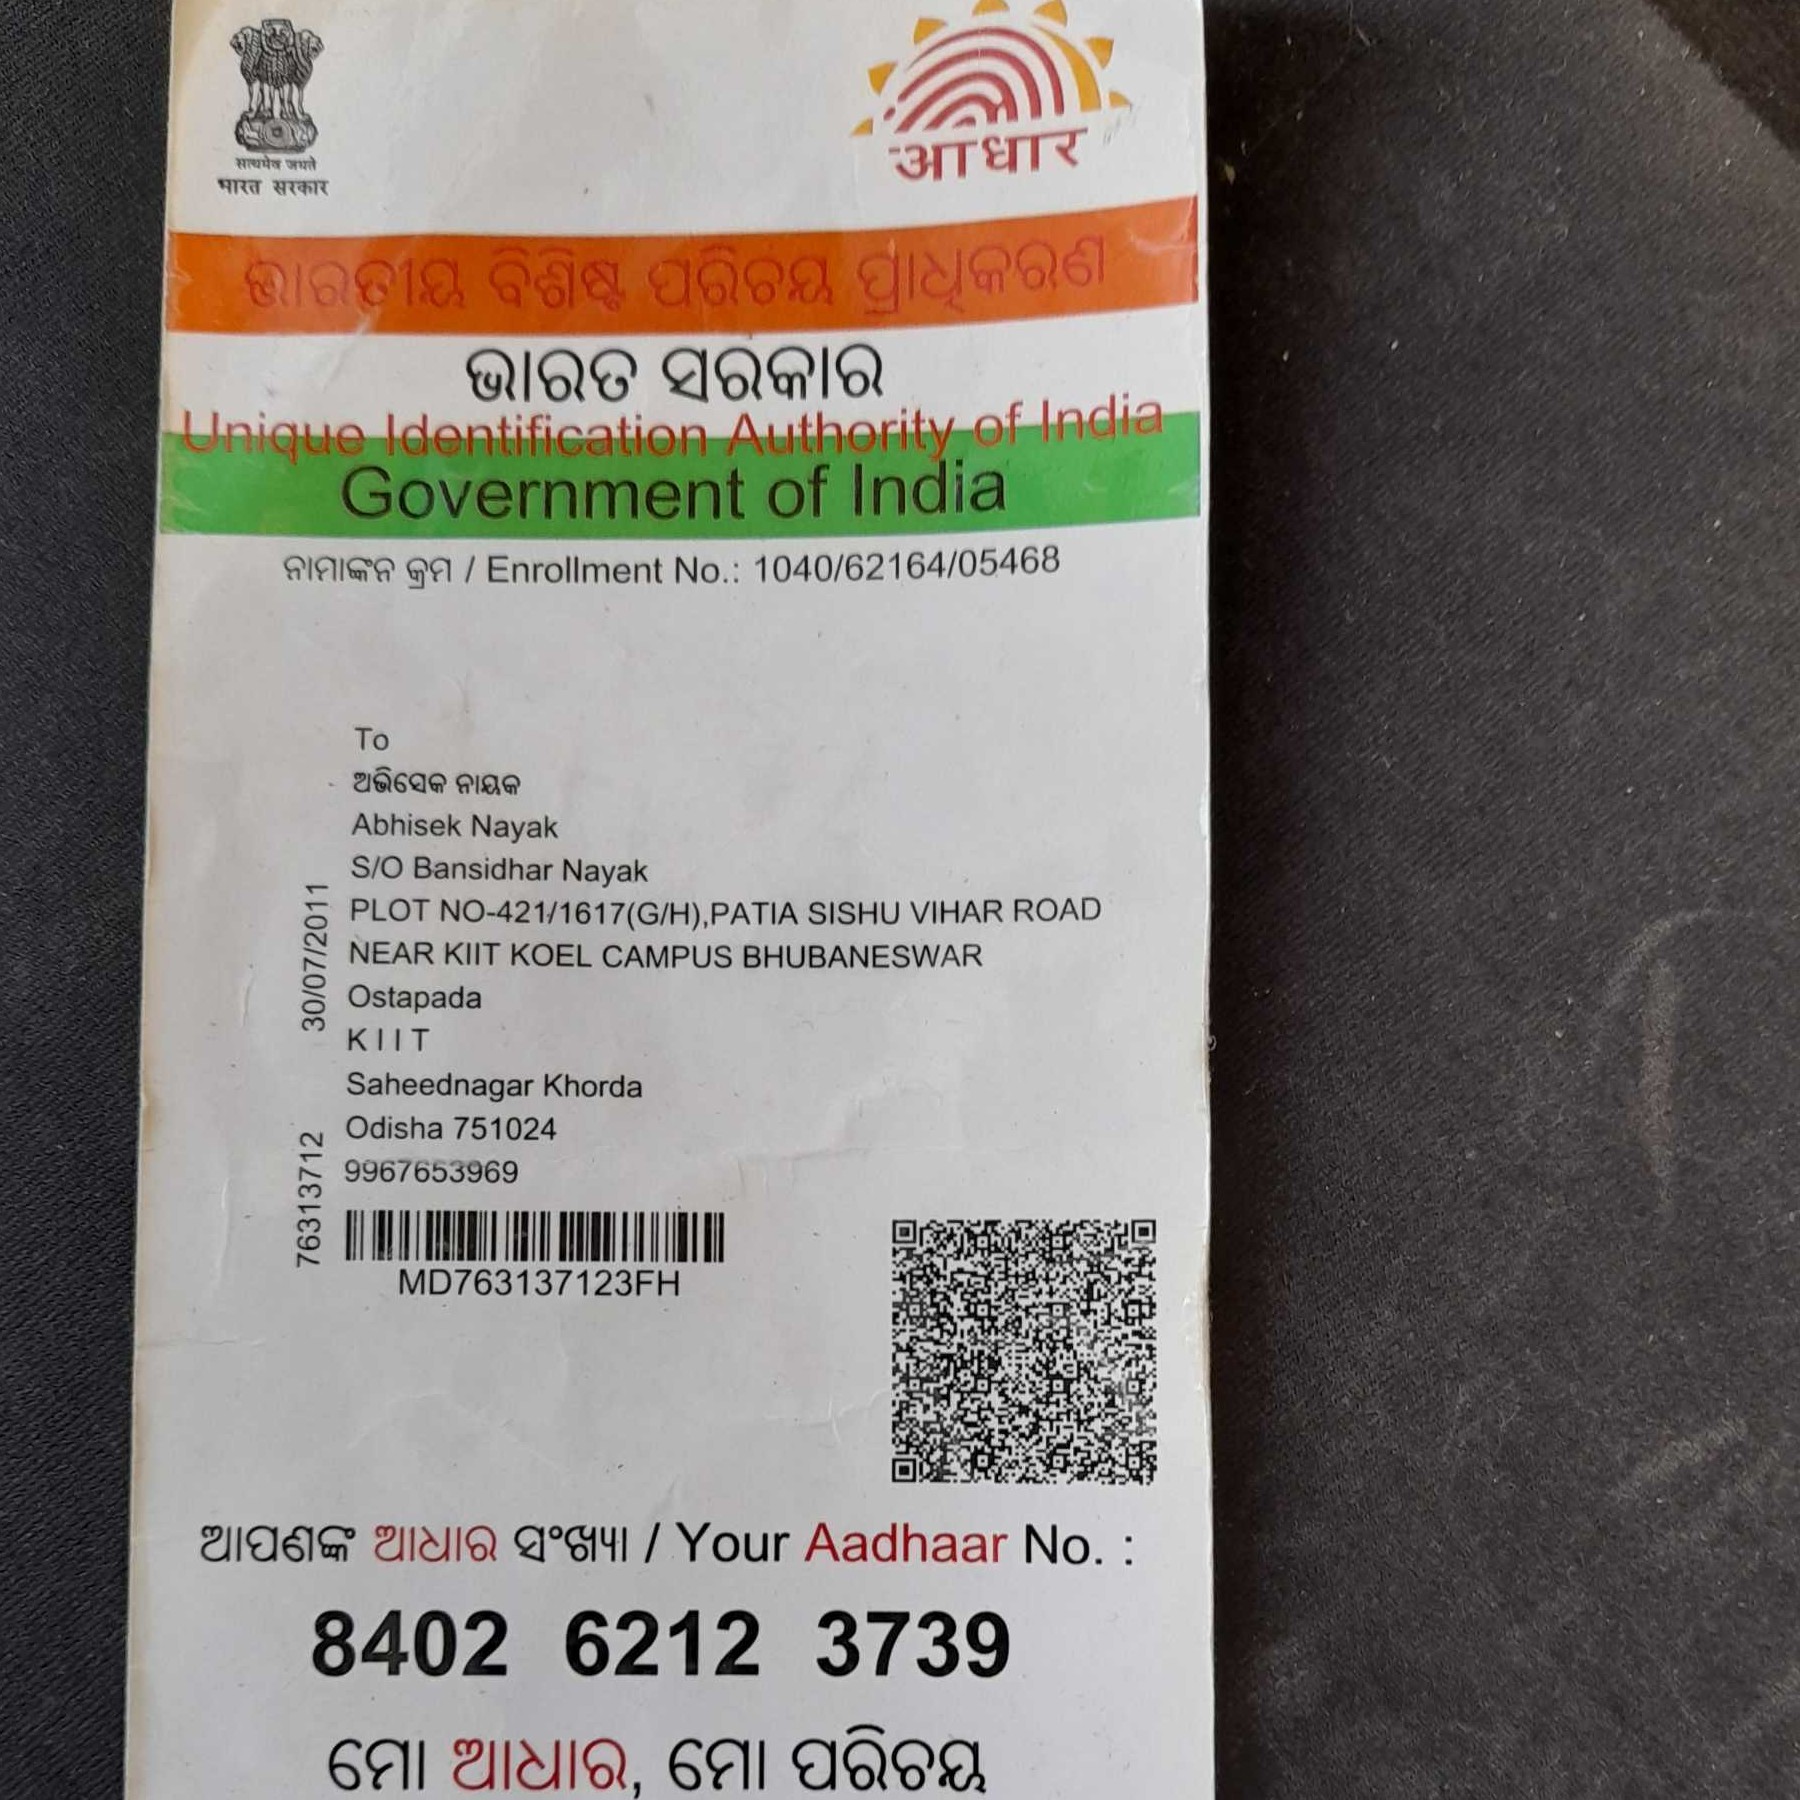 सत्यमेव जयते
भारत सरकार
आधार
ଭାରତୀୟ ବିଶିଷ୍ଟ ପରିଚୟ ପ୍ରାଧିକରଣ
ଭାରତ ସରକାର
Unique Identification Authority of India
Government of India
ନାମାଙ୍କନ କ୍ରମ / Enrollment No.: 1040/62164/05468
To
ଅଭିସେକ ନାୟକ
Abhisek Nayak
S/O Bansidhar Nayak
PLOT NO-421/1617(G/H),PATIA SISHU VIHAR ROAD
NEAR KIIT KOEL CAMPUS BHUBANESWAR
Ostapada
K I I T
Saheednagar Khorda
Odisha 751024
9967653969
30/07/2011
76313712
MD763137123FH
ଆପଣଙ୍କ ଆଧାର ସଂଖ୍ୟା / Your Aadhaar No. :
8402 6212 3739
ମୋ ଆଧାର, ମୋ ପରିଚୟ